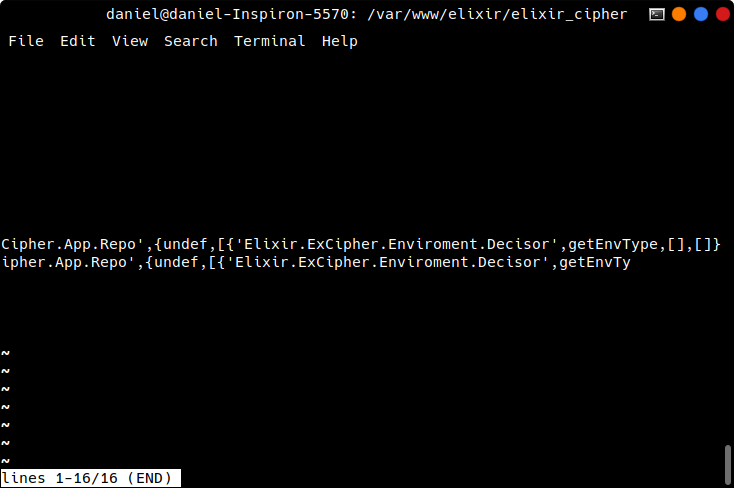 daniel@daniel-Inspiron-5570: /var/www/elixir/elixir_cipher
File Edit View Search Terminal Help
Cipher.App.Repo',{undef,[{'Elixir.ExCipher.Enviroment.Decisor',getEnvType,[],[]}
ipher.App.Repo',{undef,[{'Elixir.ExCipher.Enviroment.Decisor',getEnvTy
~
~
~
~
~
~
~
lines 1-16/16 (END)